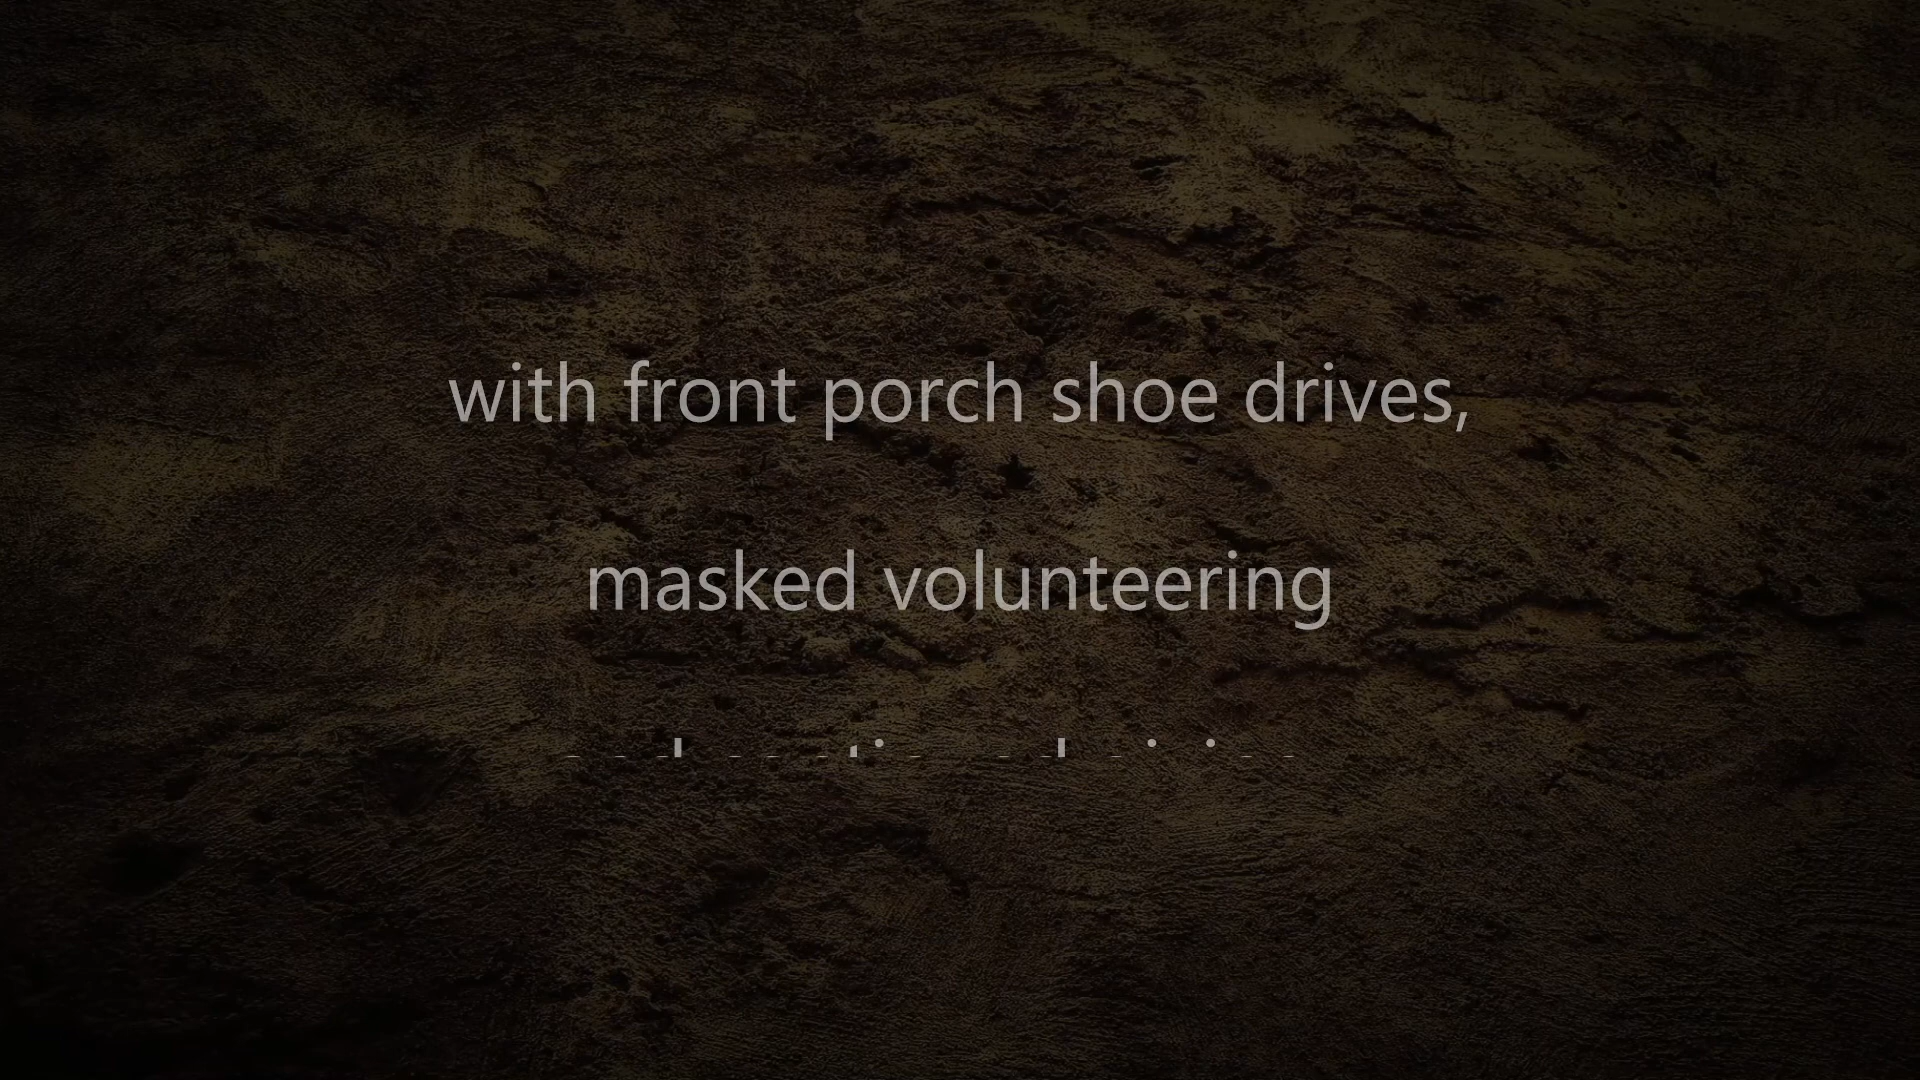 with front porch shoe drives,
masked volunteering